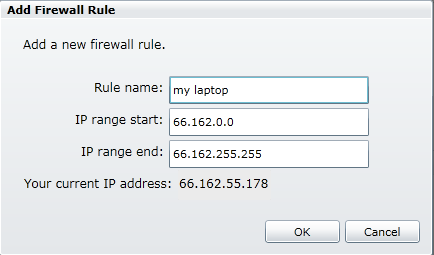 Add Firewall Rule
Add a new firewall rule.
Rule name: my laptop
IP range start: 66.162.0.0
IP range end: 66.162.255.255
Your current IP address: 66.162.55.178
OK Cancel